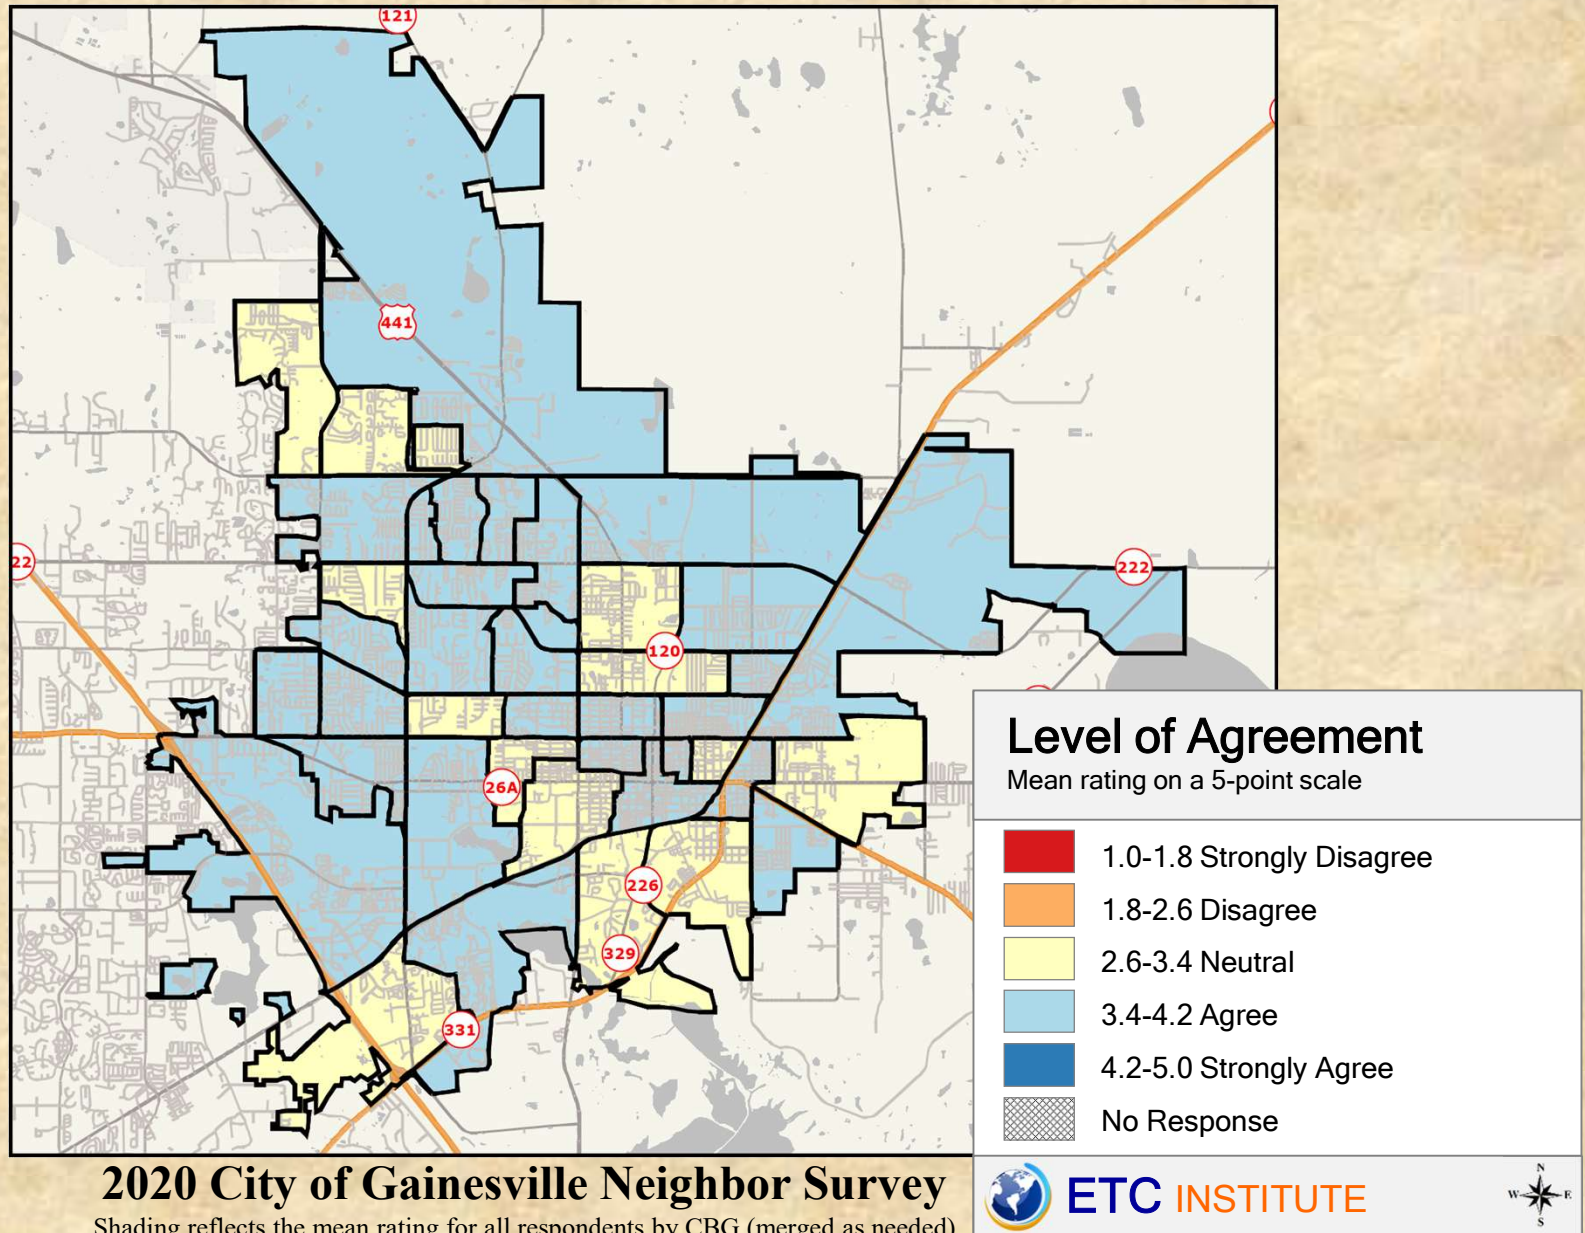 121
441
22
222
120
26A
226
329
331
Level of Agreement
Mean rating on a 5-point scale
1.0-1.8 Strongly Disagree
1.8-2.6 Disagree
2.6-3.4 Neutral
3.4-4.2 Agree
4.2-5.0 Strongly Agree
No Response
2020 City of Gainesville Neighbor Survey
Shading reflects the mean rating for all respondents by CBG (merged as needed)
ETC INSTITUTE
N
W E
S